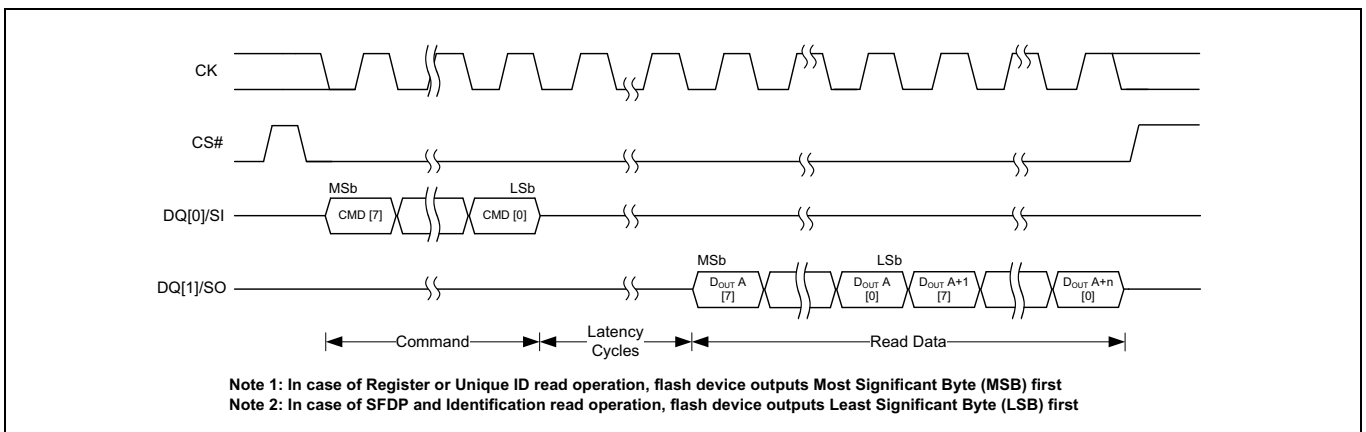 CK
CS#
MSb LSb
DQ[0]/SI CMD [7] CMD [0]
MSb LSb
DQ[1]/SO DOUT A [7] DOUT A [0] DOUT A+1 [7] DOUT A+n [0]
Command Latency Cycles Read Data
Note 1: In case of Register or Unique ID read operation, flash device outputs Most Significant Byte (MSB) first
Note 2: In case of SFDP and Identification read operation, flash device outputs Least Significant Byte (LSB) first